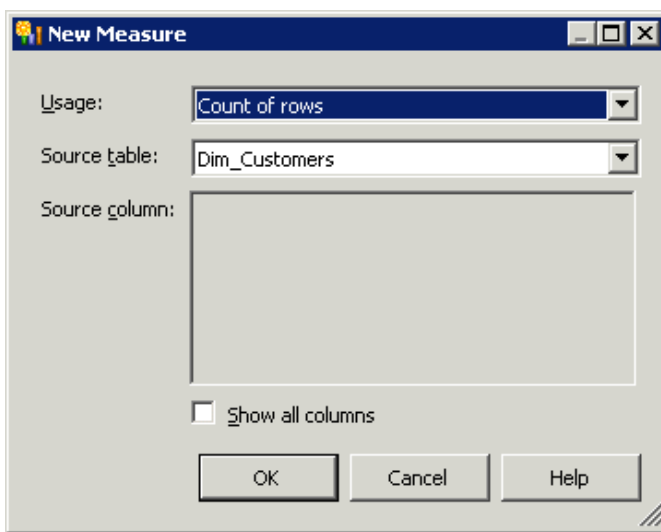 New Measure
Usage: Count of rows
Source table: Dim_Customers
Source column:
Show all columns
OK Cancel Help